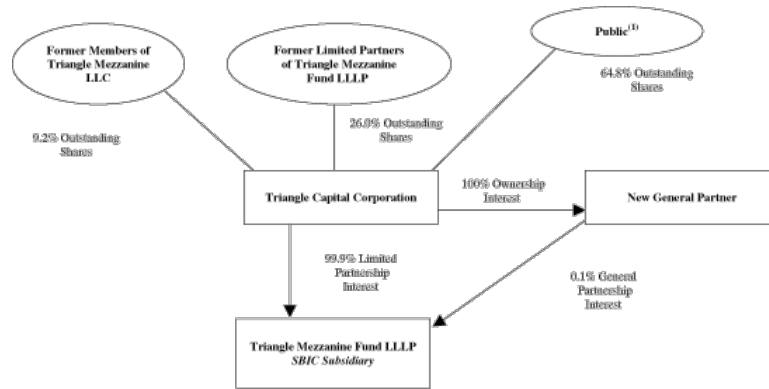 Former Members of
Triangle Mezzanine
LLC
Former Limited Partners
of Triangle Mezzanine
Fund LLLP
Public(1)
9.2% Outstanding
Shares
26.0% Outstanding
Shares
64.8% Outstanding
Shares
Triangle Capital Corporation
100% Ownership
Interest
New General Partner
99.9% Limited
Partnership
Interest
0.1% General
Partnership
Interest
Triangle Mezzanine Fund LLLP
SBIC Subsidiary